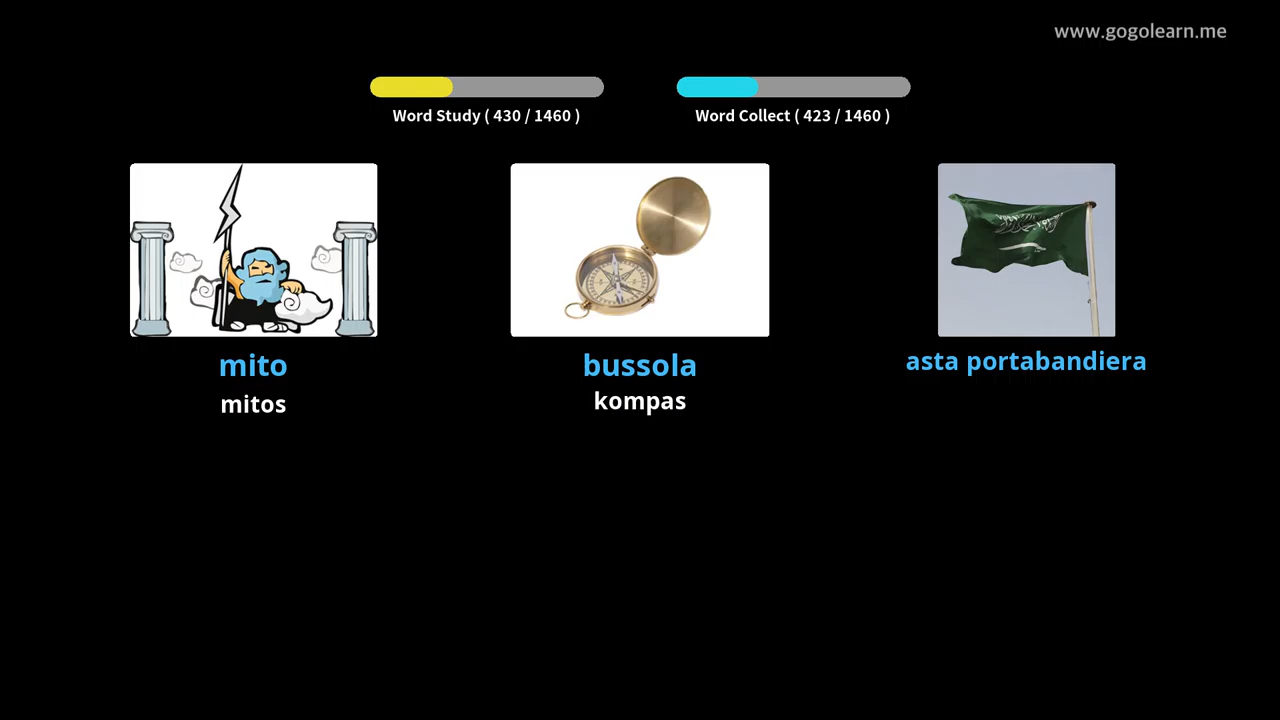 www.gogolearn.me
Word Study ( 430 / 1460 )
Word Collect ( 423 / 1460 )
mito
mitos
bussola
kompas
asta portabandiera